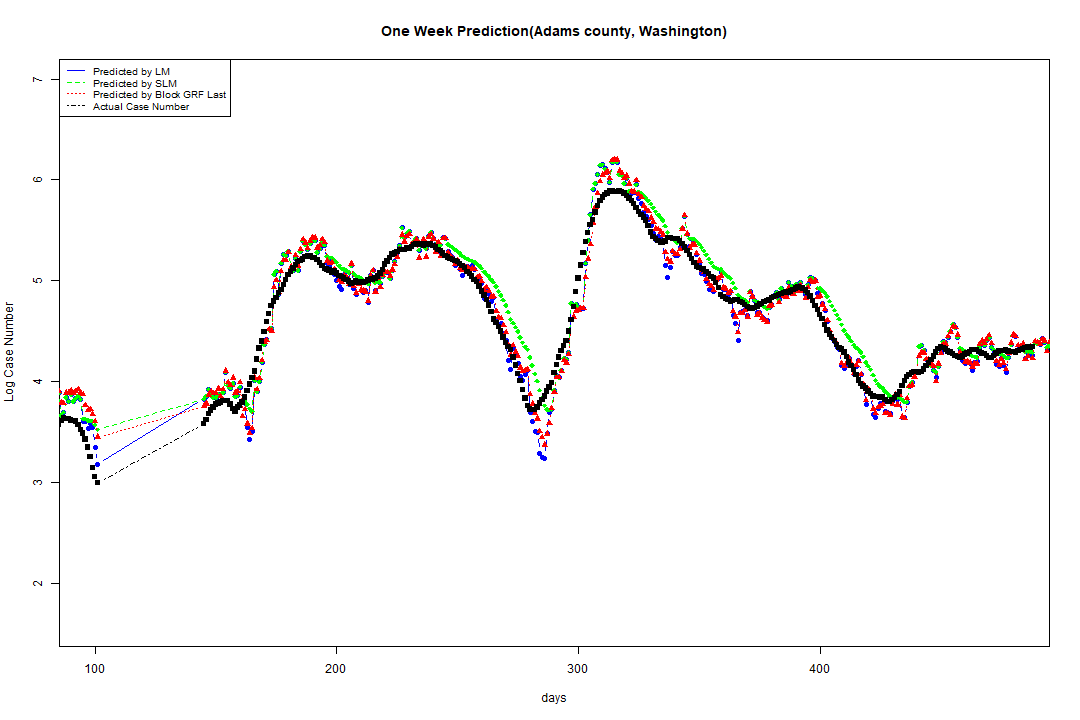 One Week Prediction(Adams county, Washington)
Predicted by LM
Predicted by SLM
Predicted by Block GRF Last
Actual Case Number
Log Case Number
7
6
5
4
3
2
100 200 300 400
days